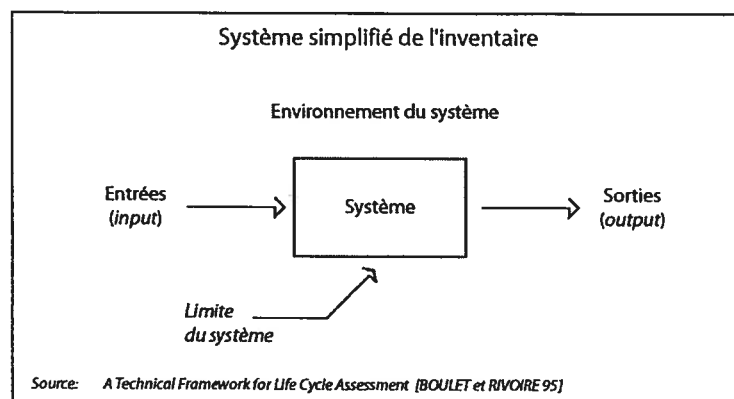 Système simplifié de l'inventaire
Environnement du système
Entrées
(input)
Système
Sorties
(output)
Limite
du système
Source: A Technical Framework for Life Cycle Assessment [BOULET et RIVOIRE 95]